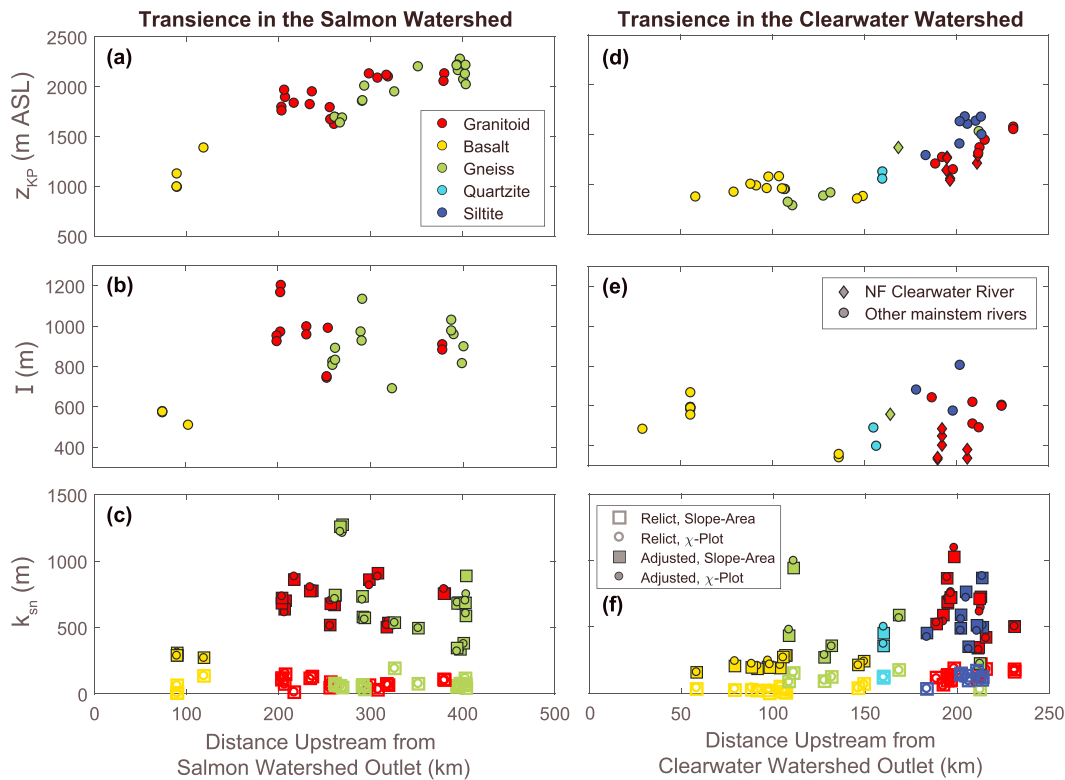 Transience in the Salmon Watershed
Transience in the Clearwater Watershed
(a)
z_KP (m ASL)
2500
2000
1500
1000
500
Granitoid
Basalt
Gneiss
Quartzite
Siltite
(d)
(b)
I (m)
1200
1000
800
600
400
(e)
NF Clearwater River
Other mainstem rivers
(c)
k_sn (m)
1500
1000
500
0
0 100 200 300 400 500
Distance Upstream from
Salmon Watershed Outlet (km)
Relict, Slope-Area
Relict, χ-Plot
Adjusted, Slope-Area
Adjusted, χ-Plot
(f)
0 50 100 150 200 250
Distance Upstream from
Clearwater Watershed Outlet (km)